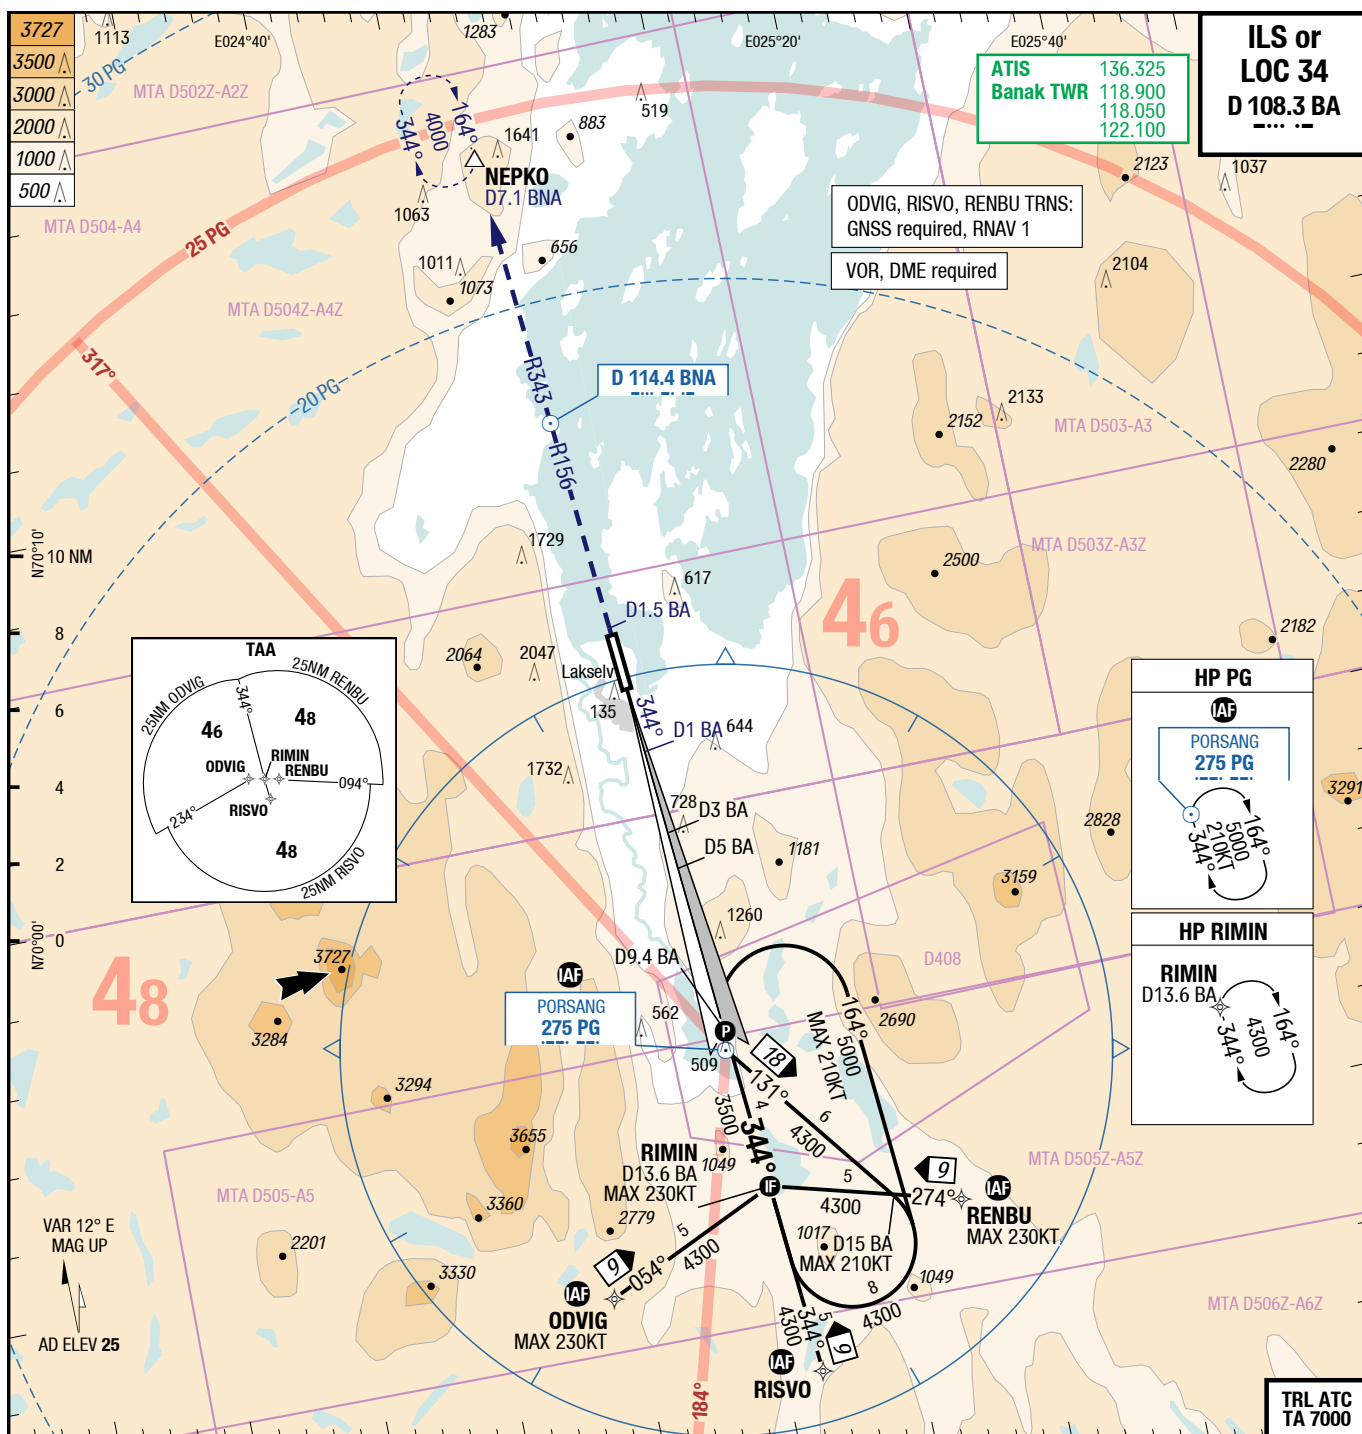 3727
3500
3000
2000
1000
500
1113
E024°40'
1283
E025°20'
E025°40'
ILS or
LOC 34
D 108.3 BA
ATIS 136.325
Banak TWR 118.900
118.050
122.100
30 PG
MTA D502Z-A2Z
164°
4000
344°
1641
883
519
NEPKO
D7.1 BNA
1063
2123
1037
MTA D504-A4
25 PG
ODVIG, RISVO, RENBU TRNS:
GNSS required, RNAV 1
VOR, DME required
656
1011
1073
2104
MTA D504Z-A4Z
317°
20 PG
R343
D 114.4 BNA
R156
2133
2152
MTA D503-A3
2280
N70°10'
10 NM
1729
617
MTA D503Z-A3Z
2500
46
D1.5 BA
8
2064
2047
Lakselv
135
344°
D1 BA
644
2182
TAA
25NM ODVIG
25NM RENBU
344°
46
48
ODVIG
RIMIN
RENBU
094°
234°
RISVO
48
25NM RISVO
6
4
2
0
N70°00'
1732
728
D3 BA
D5 BA
1181
1260
HP PG
IAF
PORSANG
275 PG
164°
5000
210KT
344°
3291
2828
3159
D9.4 BA
D408
HP RIMIN
RIMIN
D13.6 BA
164°
4300
344°
3727
48
3284
IAF
PORSANG
275 PG
562
509
P
18
131°
164°
5000
MAX 210KT
2690
3294
3655
3500
4
344°
6
4300
RIMIN
D13.6 BA
MAX 230KT
1049
IF
5
4300
9
274°
IAF
RENBU
MAX 230KT
MTA D505Z-A5Z
MTA D505-A5
3360
2779
2201
3330
5
9
054°
4300
IAF
ODVIG
MAX 230KT
1017
D15 BA
MAX 210KT
8
4300
1049
MTA D506Z-A6Z
VAR 12° E
MAG UP
AD ELEV 25
5
344°
4300
9
IAF
RISVO
184°
TRL ATC
TA 7000